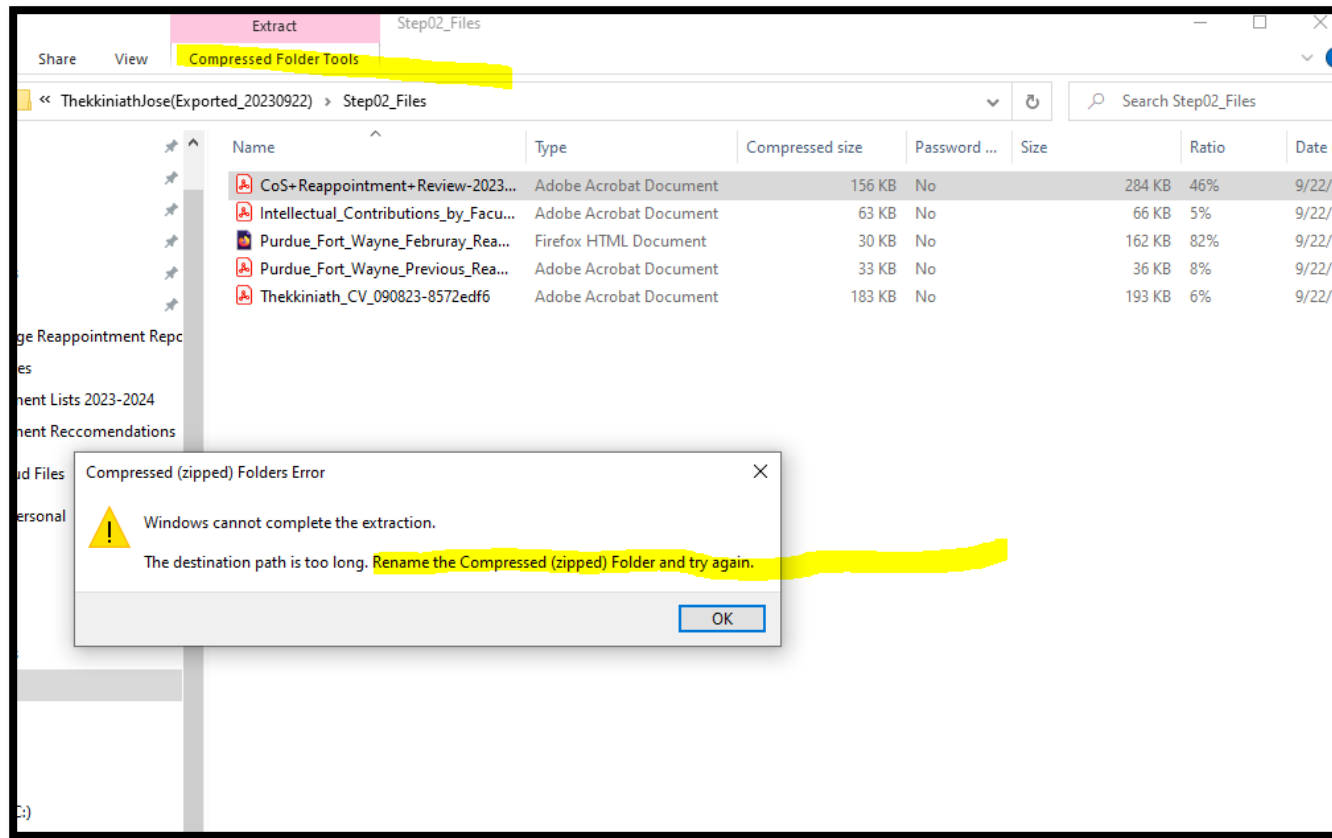 Extract Step02_Files
Share View Compressed Folder Tools
« ThekkiniathJose(Exported_20230922) > Step02_Files Search Step02_Files
Name Type Compressed size Password ... Size Ratio Date
CoS+Reappointment+Review-2023... Adobe Acrobat Document 156 KB No 284 KB 46% 9/22/
Intellectual_Contributions_by_Facu... Adobe Acrobat Document 63 KB No 66 KB 5% 9/22/
Purdue_Fort_Wayne_Februray_Rea... Firefox HTML Document 30 KB No 162 KB 82% 9/22/
Purdue_Fort_Wayne_Previous_Rea... Adobe Acrobat Document 33 KB No 36 KB 8% 9/22/
Thekkiniath_CV_090823-8572edf6 Adobe Acrobat Document 183 KB No 193 KB 6% 9/22/
ge Reappointment Repo
es
nent Lists 2023-2024
nent Reccomendations
ud Files
ersonal
Compressed (zipped) Folders Error
Windows cannot complete the extraction.
The destination path is too long. Rename the Compressed (zipped) Folder and try again.
OK
C:)